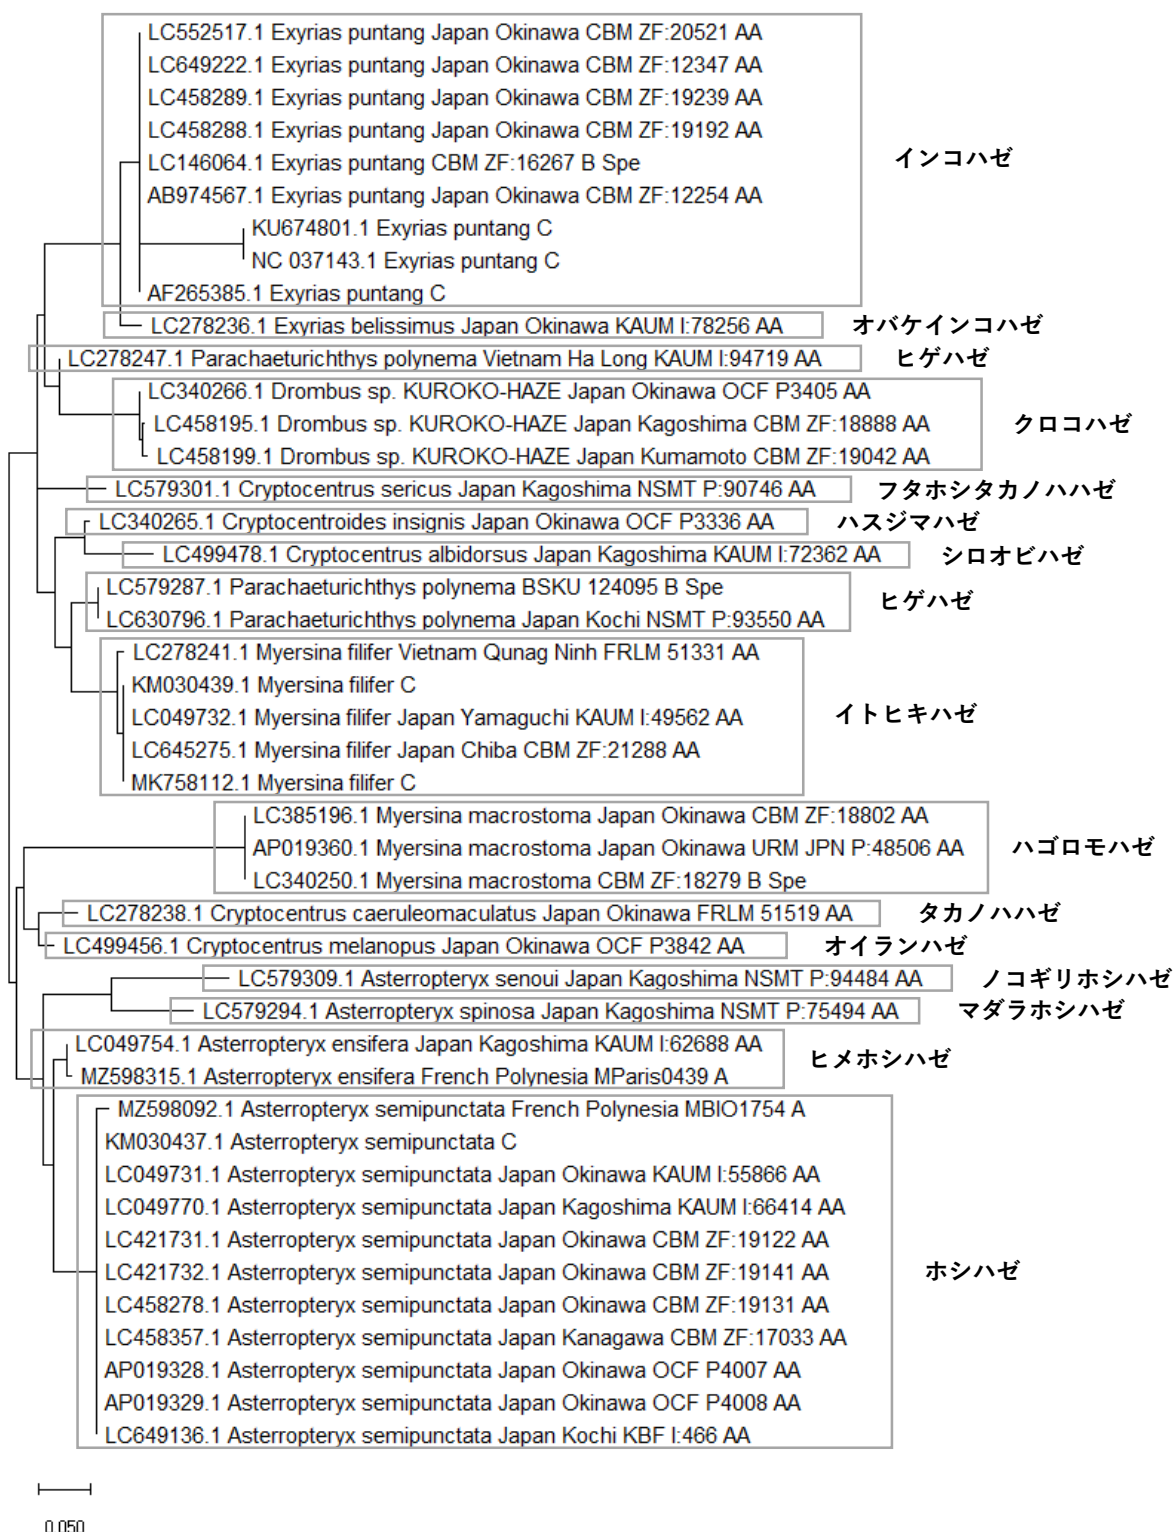 LC552517.1 Exyrias puntang Japan Okinawa CBM ZF:20521 AA
LC649222.1 Exyrias puntang Japan Okinawa CBM ZF:12347 AA
LC458289.1 Exyrias puntang Japan Okinawa CBM ZF:19239 AA
LC458288.1 Exyrias puntang Japan Okinawa CBM ZF:19192 AA
LC146064.1 Exyrias puntang CBM ZF:16267 B Spe
インコハゼ
AB974567.1 Exyrias puntang Japan Okinawa CBM ZF:12254 AA
KU674801.1 Exyrias puntang C
NC 037143.1 Exyrias puntang C
AF265385.1 Exyrias puntang C
LC278236.1 Exyrias belissimus Japan Okinawa KAUM I:78256 AA
オバケインコハゼ
LC278247.1 Parachaeturichthys polynema Vietnam Ha Long KAUM I:94719 AA
ヒゲハゼ
LC340266.1 Drombus sp. KUROKO-HAZE Japan Okinawa OCF P3405 AA
LC458195.1 Drombus sp. KUROKO-HAZE Japan Kagoshima CBM ZF:18888 AA
クロコハゼ
LC458199.1 Drombus sp. KUROKO-HAZE Japan Kumamoto CBM ZF:19042 AA
LC579301.1 Cryptocentrus sericus Japan Kagoshima NSMT P:90746 AA
フタホシタカノハハゼ
LC340265.1 Cryptocentroides insignis Japan Okinawa OCF P3336 AA
ハスジマハゼ
LC499478.1 Cryptocentrus albidorsus Japan Kagoshima KAUM I:72362 AA
シロオビハゼ
LC579287.1 Parachaeturichthys polynema BSKU 124095 B Spe
ヒゲハゼ
LC630796.1 Parachaeturichthys polynema Japan Kochi NSMT P:93550 AA
LC278241.1 Myersina filifer Vietnam Qunag Ninh FRLM 51331 AA
KM030439.1 Myersina filifer C
LC049732.1 Myersina filifer Japan Yamaguchi KAUM I:49562 AA
イトヒキハゼ
LC645275.1 Myersina filifer Japan Chiba CBM ZF:21288 AA
MK758112.1 Myersina filifer C
LC385196.1 Myersina macrostoma Japan Okinawa CBM ZF:18802 AA
AP019360.1 Myersina macrostoma Japan Okinawa URM JPN P:48506 AA
ハゴロモハゼ
LC340250.1 Myersina macrostoma CBM ZF:18279 B Spe
LC278238.1 Cryptocentrus caeruleomaculatus Japan Okinawa FRLM 51519 AA
タカノハハゼ
LC499456.1 Cryptocentrus melanopus Japan Okinawa OCF P3842 AA
オイランハゼ
LC579309.1 Asterropteryx senoui Japan Kagoshima NSMT P:94484 AA
ノコギリホシハゼ
LC579294.1 Asterropteryx spinosa Japan Kagoshima NSMT P:75494 AA
マダラホシハゼ
LC049754.1 Asterropteryx ensifera Japan Kagoshima KAUM I:62688 AA
ヒメホシハゼ
MZ598315.1 Asterropteryx ensifera French Polynesia MParis0439 A
MZ598092.1 Asterropteryx semipunctata French Polynesia MBIO1754 A
KM030437.1 Asterropteryx semipunctata C
LC049731.1 Asterropteryx semipunctata Japan Okinawa KAUM I:55866 AA
LC049770.1 Asterropteryx semipunctata Japan Kagoshima KAUM I:66414 AA
LC421731.1 Asterropteryx semipunctata Japan Okinawa CBM ZF:19122 AA
LC421732.1 Asterropteryx semipunctata Japan Okinawa CBM ZF:19141 AA
ホシハゼ
LC458278.1 Asterropteryx semipunctata Japan Okinawa CBM ZF:19131 AA
LC458357.1 Asterropteryx semipunctata Japan Kanagawa CBM ZF:17033 AA
AP019328.1 Asterropteryx semipunctata Japan Okinawa OCF P4007 AA
AP019329.1 Asterropteryx semipunctata Japan Okinawa OCF P4008 AA
LC649136.1 Asterropteryx semipunctata Japan Kochi KBF I:466 AA
0.050